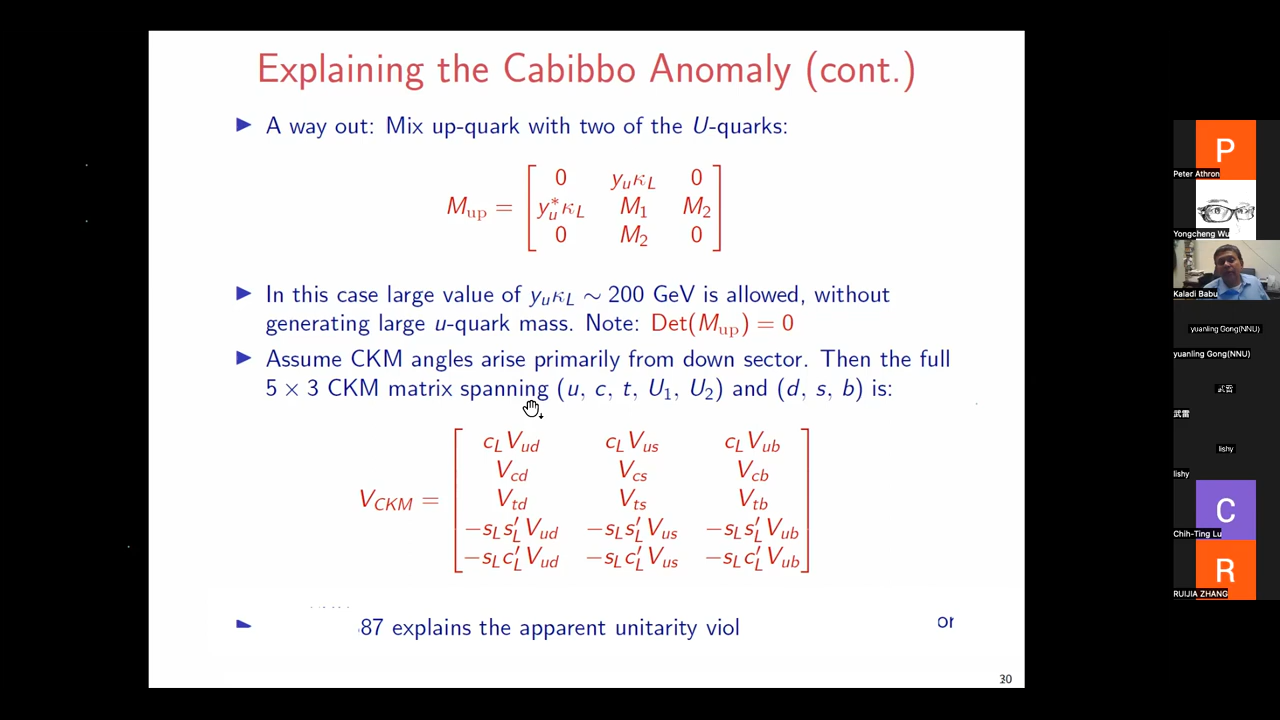 Explaining the Cabibbo Anomaly (cont.)
▶ A way out: Mix up-quark with two of the U-quarks:
M_up = [ 0 y_u κ_L 0
y_u^* κ_L M_1 M_2
0 M_2 0 ]
▶ In this case large value of y_u κ_L ∼ 200 GeV is allowed, without
generating large u-quark mass. Note: Det(M_up) = 0
▶ Assume CKM angles arise primarily from down sector. Then the full
5 × 3 CKM matrix spanning (u, c, t, U_1, U_2) and (d, s, b) is:
V_CKM = [ c_L V_ud c_L V_us c_L V_ub
V_cd V_cs V_cb
V_td V_ts V_tb
−s_L s′_L V_ud −s_L s′_L V_us −s_L s′_L V_ub
−s_L c′_L V_ud −s_L c′_L V_us −s_L c′_L V_ub ]
87 explains the apparent unitarity viol or
P
Peter Athron
Yongcheng Wu
Kaladi Babu
yuanling Gong(NNU)
yuanling Gong(NNU)
武雷
武雷
lishy
lishy
C
Chih-Ting Lu
R
RUIJIA ZHANG